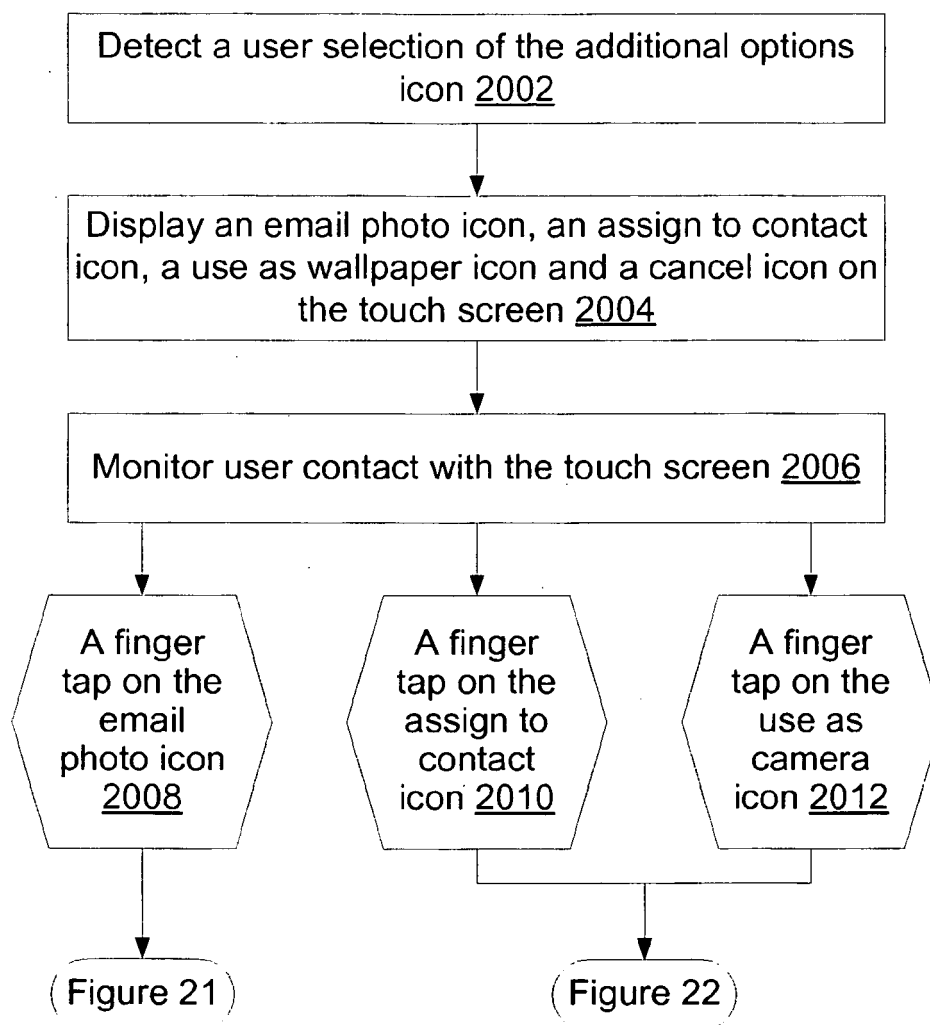 Detect a user selection of the additional options
icon 2002
Display an email photo icon, an assign to contact
icon, a use as wallpaper icon and a cancel icon on
the touch screen 2004
Monitor user contact with the touch screen 2006
A finger
tap on the
email
photo icon
2008
A finger
tap on the
assign to
contact
icon 2010
A finger
tap on the
use as
camera
icon 2012
Figure 21
Figure 22